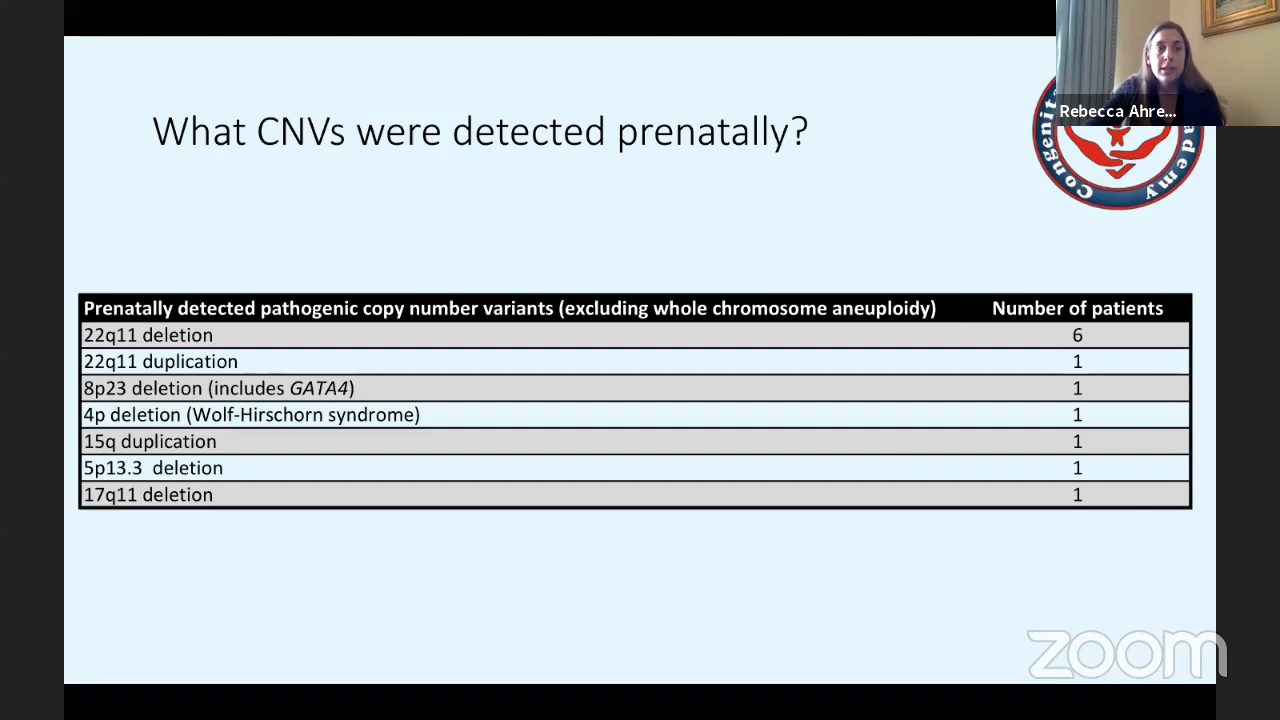 What CNVs were detected prenatally?
Rebecca Ahre...
Congenit
ademy
Prenatally detected pathogenic copy number variants (excluding whole chromosome aneuploidy) Number of patients
22q11 deletion 6
22q11 duplication 1
8p23 deletion (includes GATA4) 1
4p deletion (Wolf-Hirschorn syndrome) 1
15q duplication 1
5p13.3 deletion 1
17q11 deletion 1
zoom